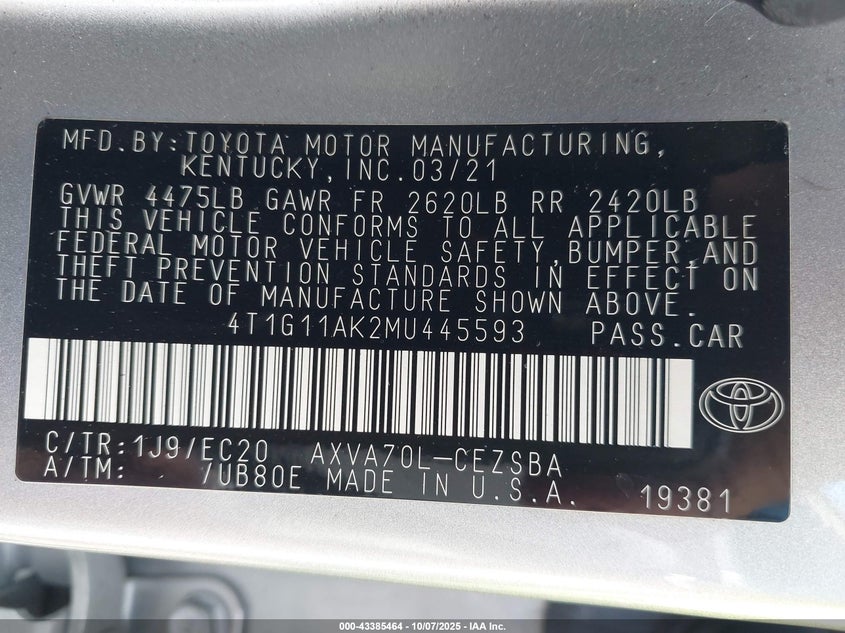 MFD.BY:TOYOTA MOTOR MANUFACTURING,
KENTUCKY,INC.03/21
GVWR 4475LB GAWR FR 2620LB RR 2420LB
THIS VEHICLE CONFORMS TO ALL APPLICABLE
FEDERAL MOTOR VEHICLE SAFETY,BUMPER,AND
THEFT PREVENTION STANDARDS IN EFFECT ON
THE DATE OF MANUFACTURE SHOWN ABOVE.
4T1G11AK2MU445593 PASS.CAR
C/TR:1J9/EC20 AXVA70L-CEZSBA
A/TM: /UB80E MADE IN U.S.A. 19381
000-43385464 - 10/07/2025 - IAA Inc.